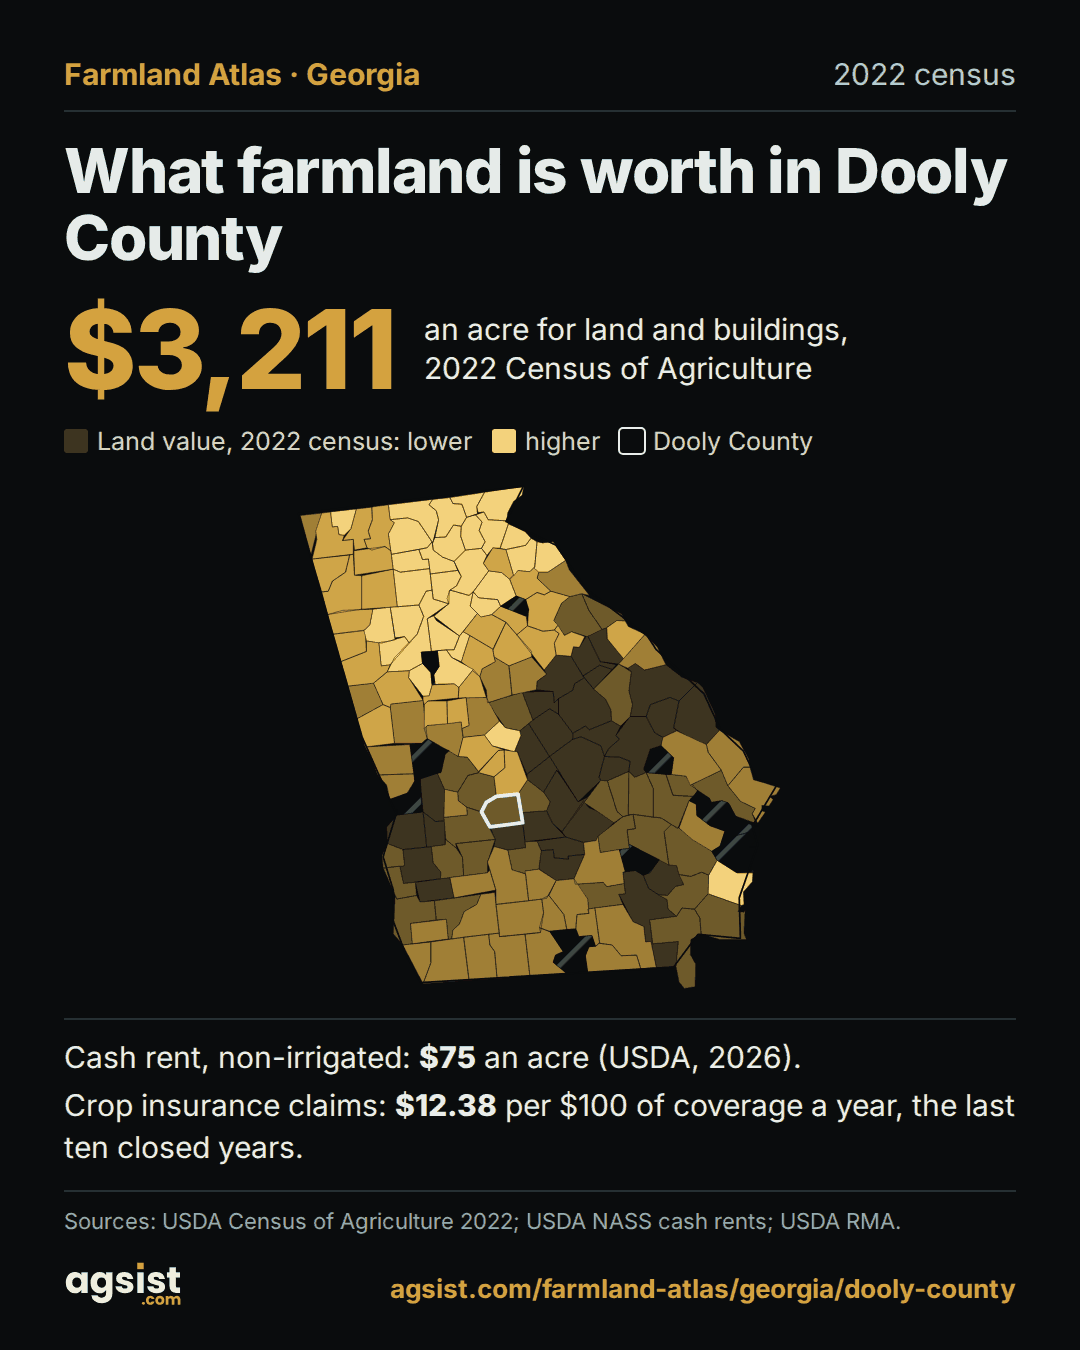 Farmland Atlas · Georgia
2022 census
What farmland is worth in Dooly
County
$3,211
an acre for land and buildings,
2022 Census of Agriculture
Land value, 2022 census: lower
higher
Dooly County
Cash rent, non-irrigated: $75 an acre (USDA, 2026).
Crop insurance claims: $12.38 per $100 of coverage a year, the last
ten closed years.
Sources: USDA Census of Agriculture 2022; USDA NASS cash rents; USDA RMA.
agsist
.com
agsist.com/farmland-atlas/georgia/dooly-county